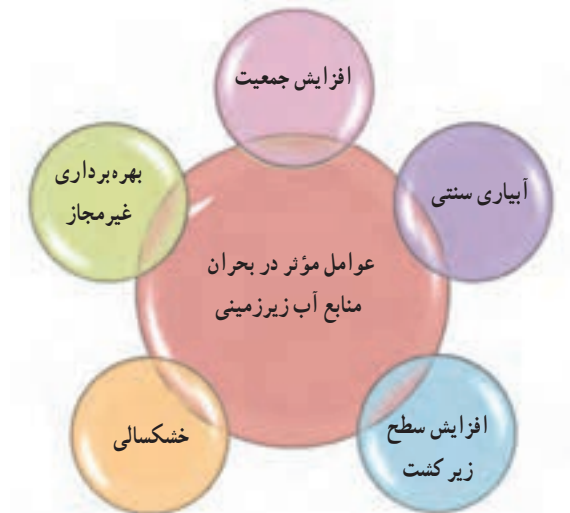 افزایش جمعیت
آبیاری سنتی
بهره‌برداری
غیرمجاز
عوامل مؤثر در بحران
منابع آب زیرزمینی
افزایش سطح
زیر کشت
خشکسالی